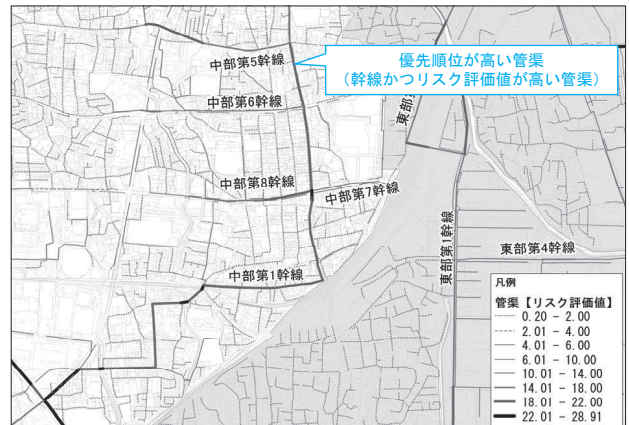 優先順位が高い管渠
（幹線かつリスク評価値が高い管渠）
中部第5幹線
中部第6幹線
中部第8幹線
中部第7幹線
中部第1幹線
東部第1幹線
東部第4幹線
凡例
管渠【リスク評価値】
0.20 - 2.00
2.01 - 4.00
4.01 - 6.00
6.01 - 10.00
10.01 - 14.00
14.01 - 18.00
18.01 - 22.00
22.01 - 28.91